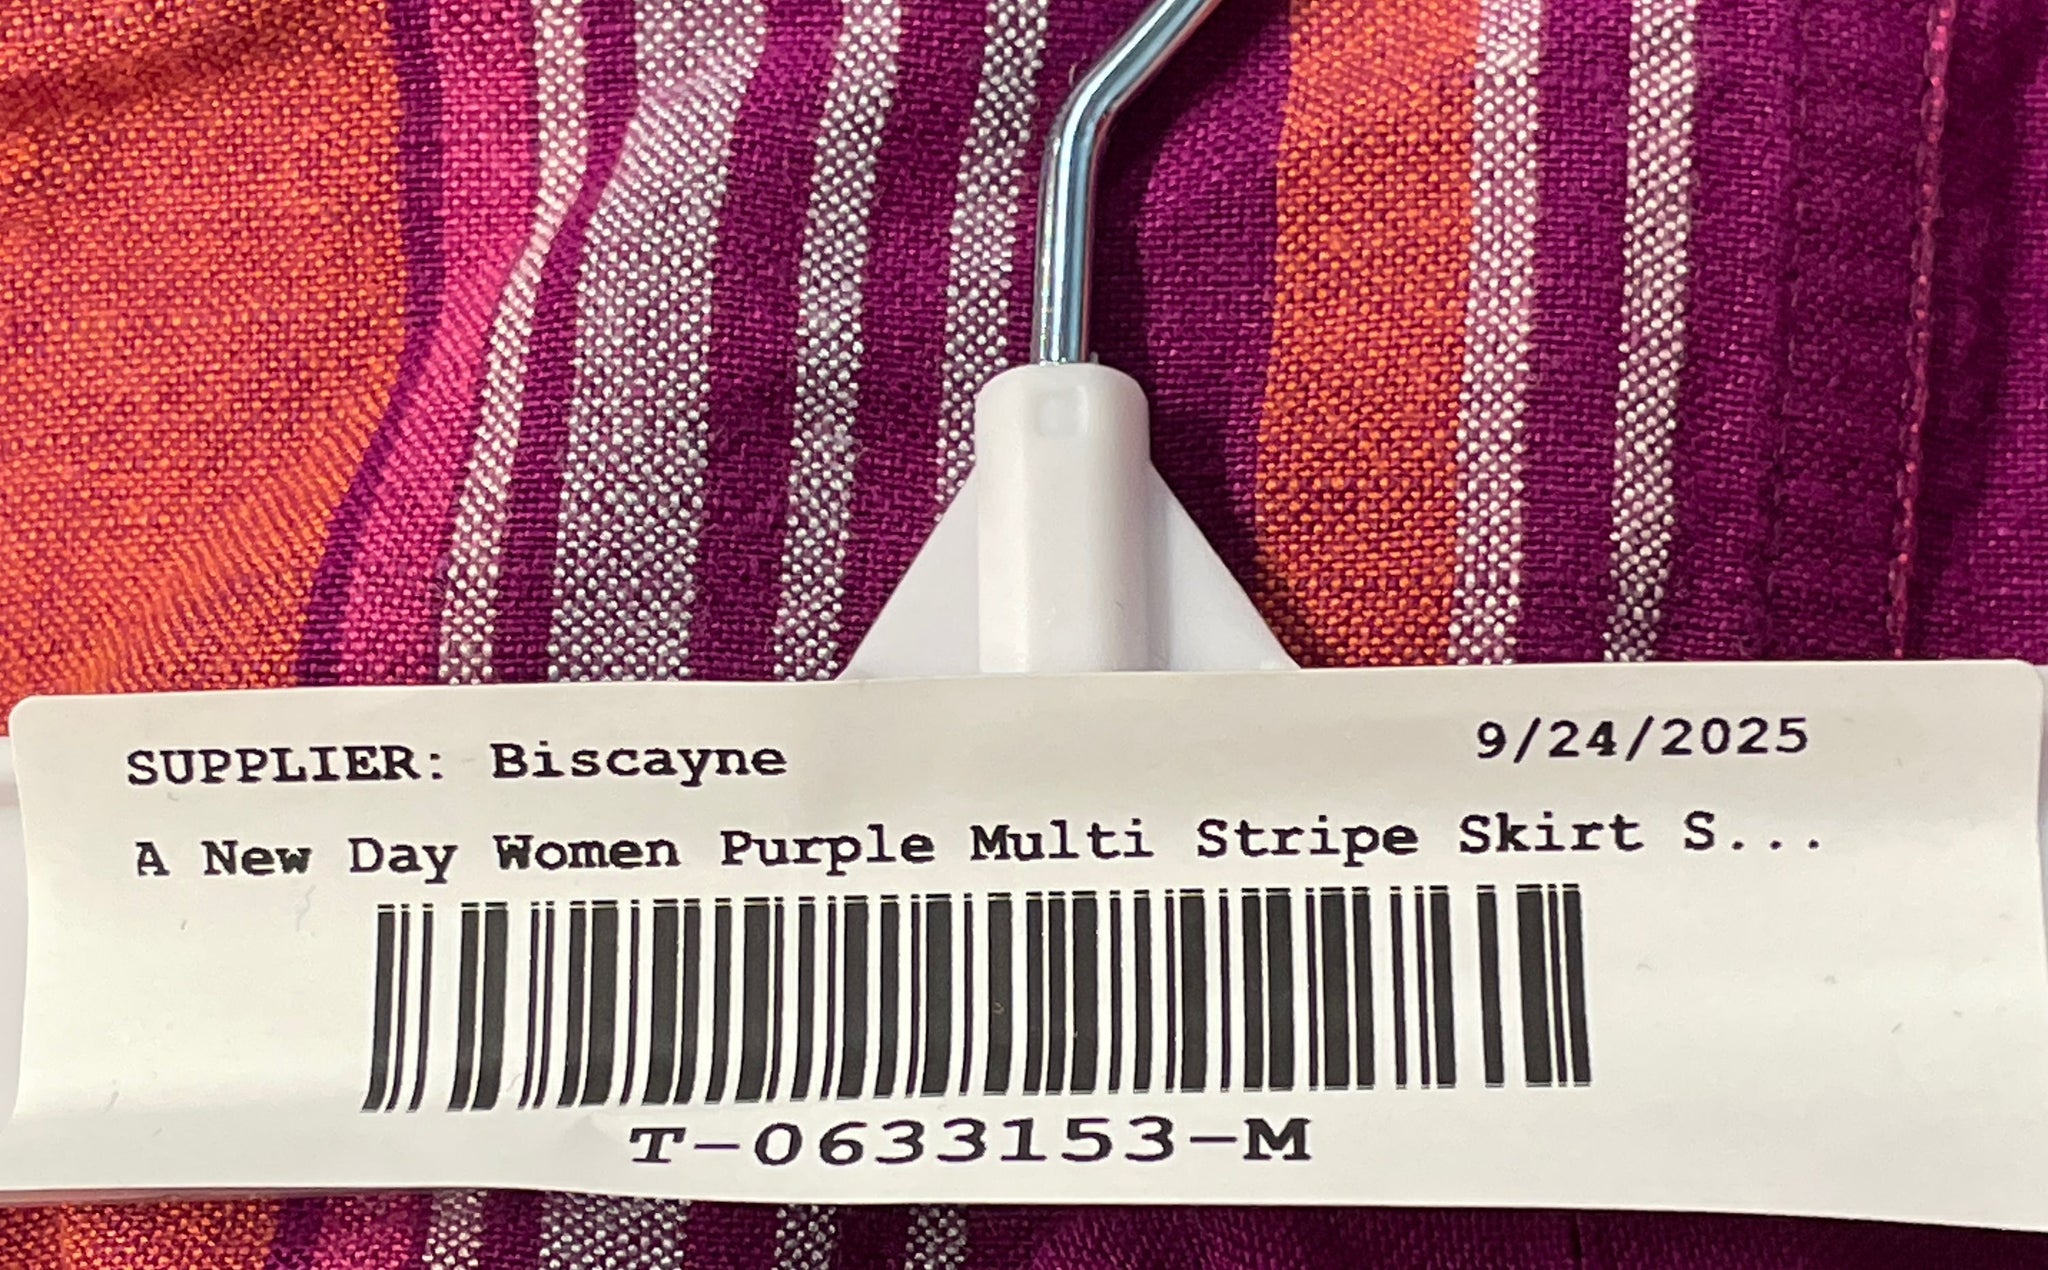 SUPPLIER: Biscayne 9/24/2025
A New Day Women Purple Multi Stripe Skirt S...
T-0633153-M